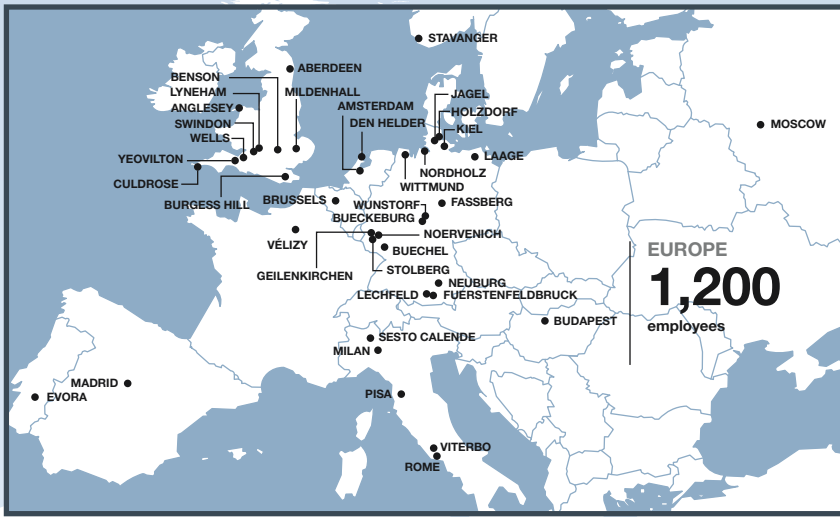 STAVANGER
ABERDEEN
BENSON
LYNEHAM
MILDENHALL
ANGLESEY
SWINDON
WELLS
YEOVILTON
CULDROSE
BURGESS HILL
AMSTERDAM
DEN HELDER
JAGEL
HOLZDORF
KIEL
LAAGE
NORDHOLZ
WITTMUND
MOSCOW
BRUSSELS
WUNSTORF
FASSBERG
BUECKEBURG
NOERVENICH
VÉLIZY
BUECHEL
GEILENKIRCHEN
STOLBERG
NEUBURG
LECHFELD
FUERSTENFELDBRUCK
EUROPE
1,200
employees
BUDAPEST
SESTO CALENDE
MILAN
MADRID
EVORA
PISA
VITERBO
ROME